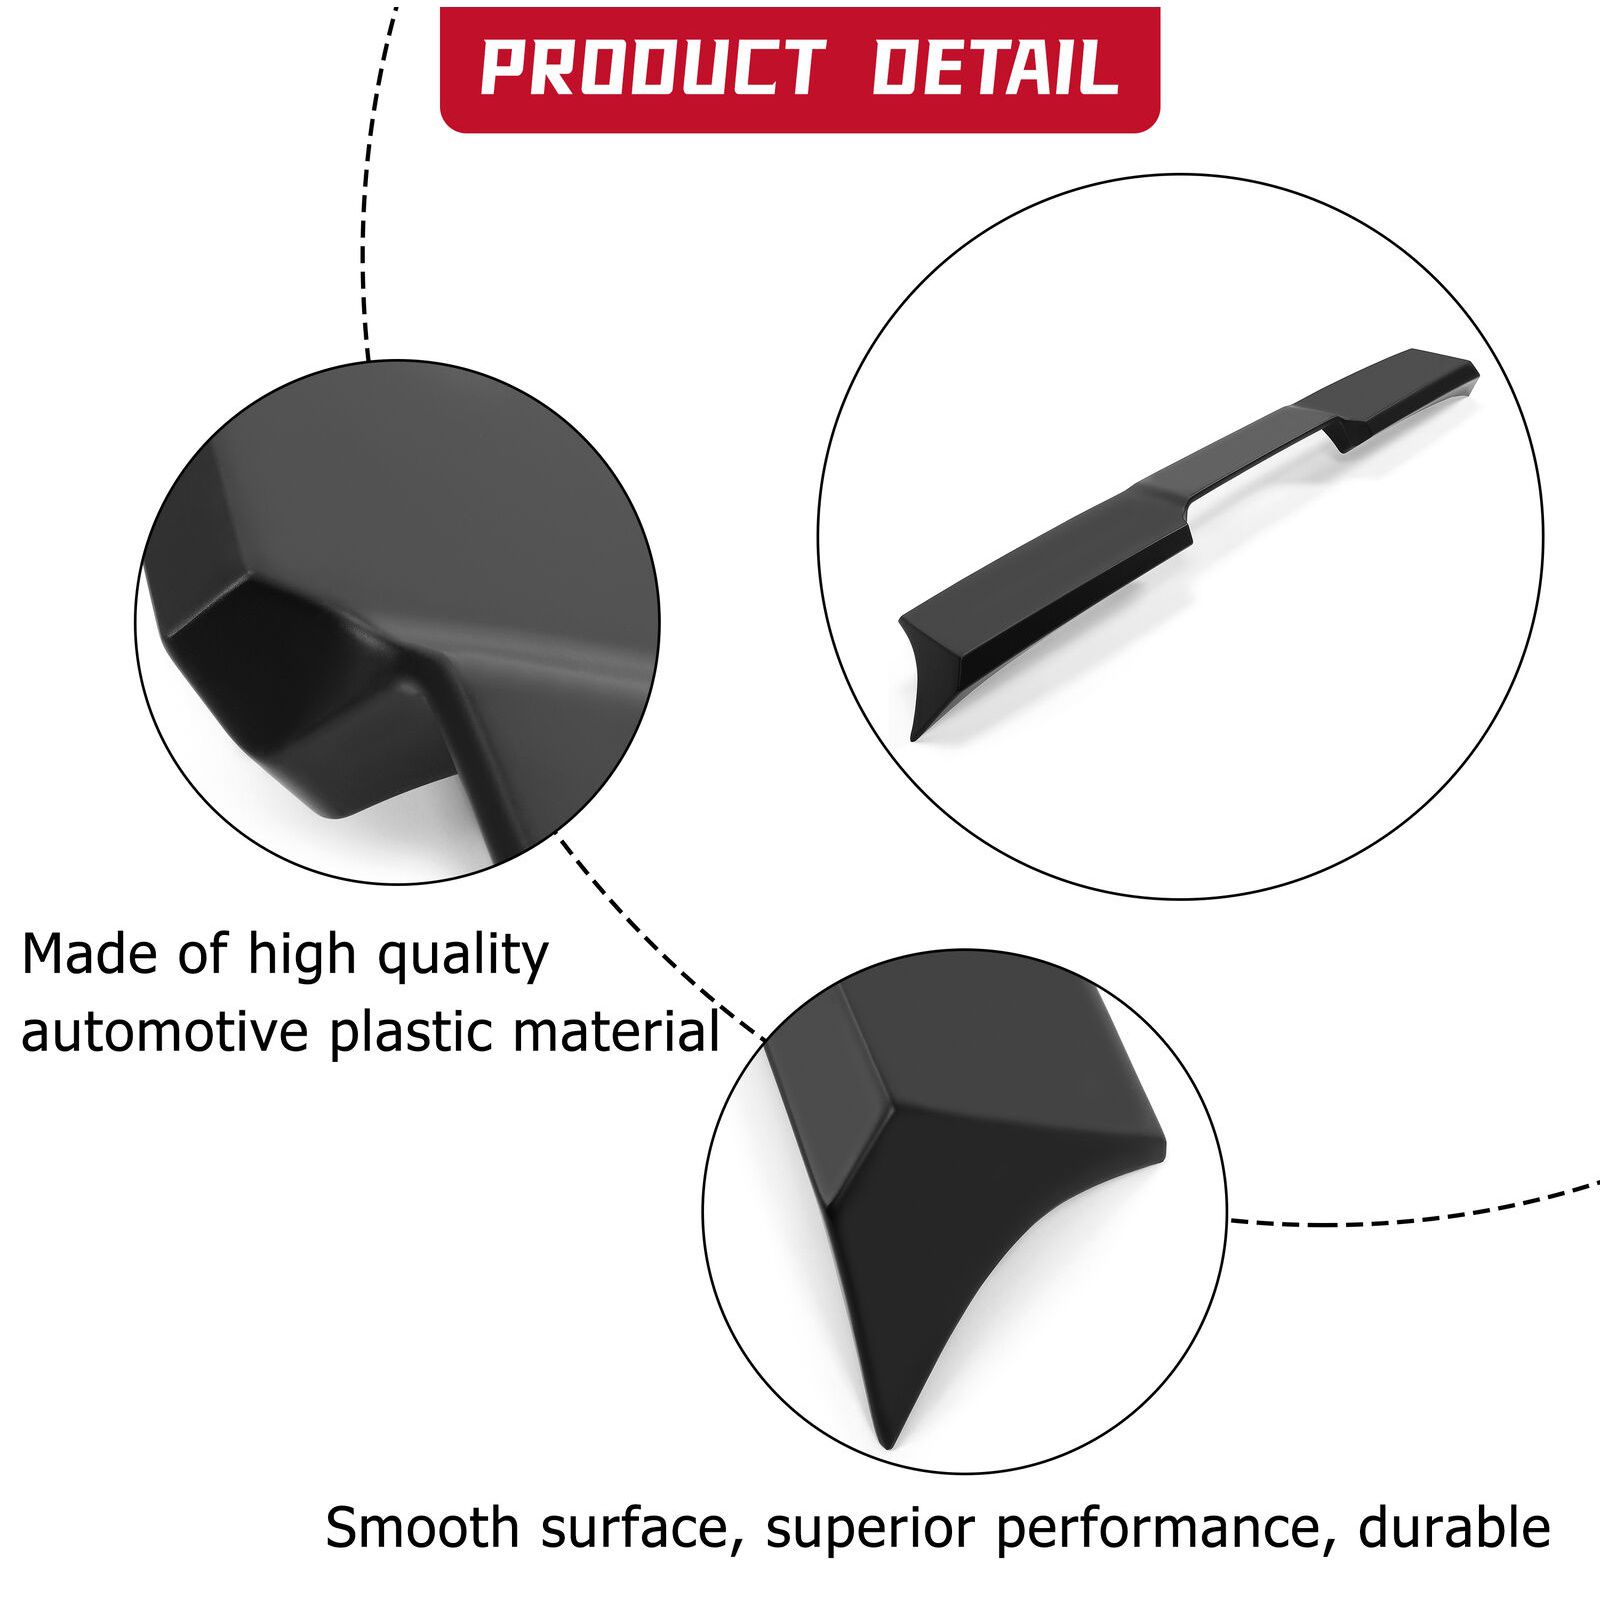 PRODUCT DETAIL
Made of high quality
automotive plastic material
Smooth surface, superior performance, durable